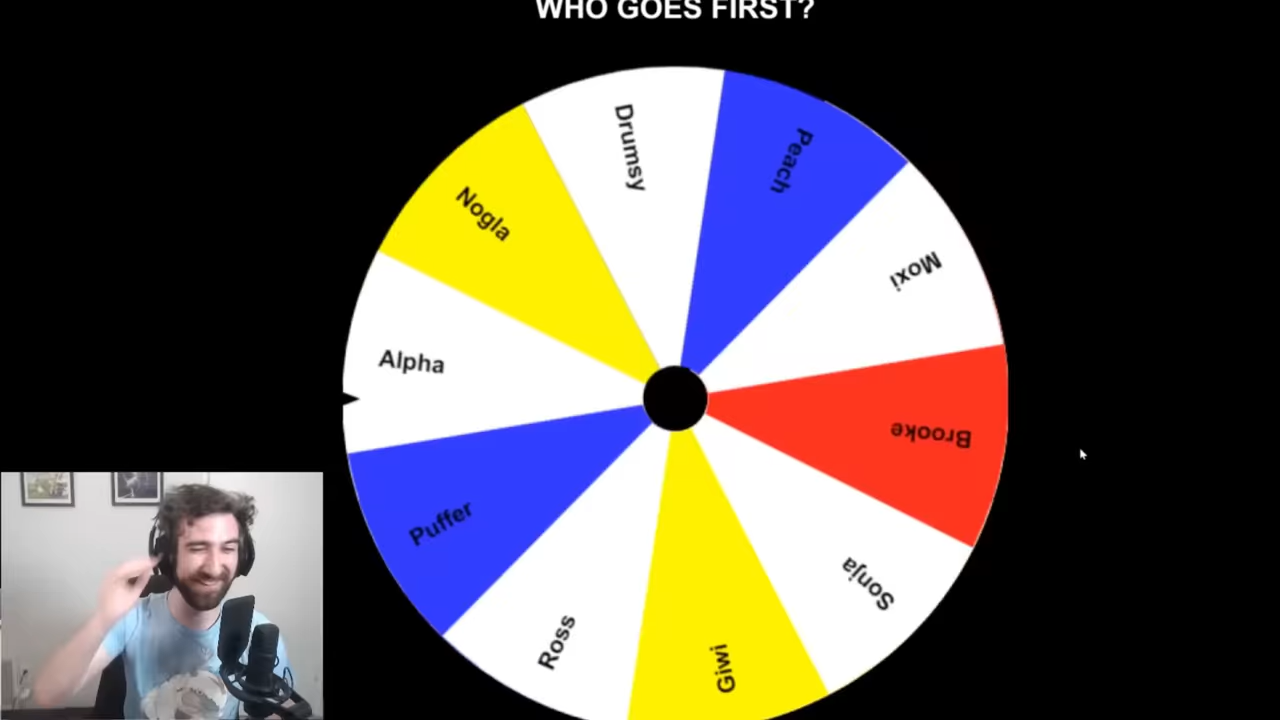 WHO GOES FIRST?
Drumsy
Peach
Moxi
Brooke
Sonja
Giwi
Ross
Puffer
Alpha
Nogla